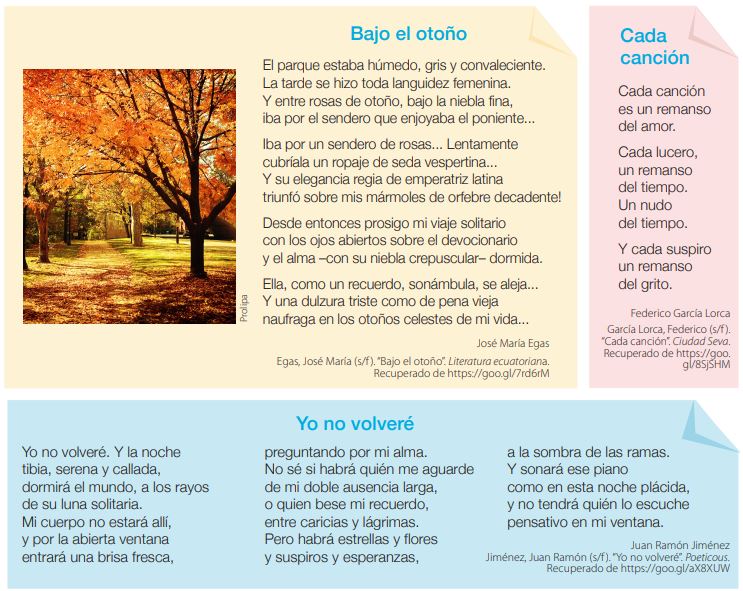 Bajo el otoño
El parque estaba húmedo, gris y convaleciente.
La tarde se hizo toda languidez femenina.
Y entre rosas de otoño, bajo la niebla fina,
iba por el sendero que enjoyaba el poniente...
Iba por un sendero de rosas... Lentamente
cubríala un ropaje de seda vespertina...
Y su elegancia regia de emperatriz latina
triunfó sobre mis mármoles de orfebre decadente!
Desde entonces prosigo mi viaje solitario
con los ojos abiertos sobre el devocionario
y el alma –con su niebla crepuscular– dormida.
Ella, como un recuerdo, sonámbula, se aleja...
Y una dulzura triste como de pena vieja
naufraga en los otoños celestes de mi vida...
José María Egas
Egas, José María (s/f). “Bajo el otoño”. Literatura ecuatoriana.
Recuperado de https://goo.gl/7rd6rM
Prolipa
Cada
canción
Cada canción
es un remanso
del amor.
Cada lucero,
un remanso
del tiempo.
Un nudo
del tiempo.
Y cada suspiro
un remanso
del grito.
Federico García Lorca
García Lorca, Federico (s/f).
“Cada canción”. Ciudad Seva.
Recuperado de https://goo.
gl/8SjSHM
Yo no volveré
Yo no volveré. Y la noche
tibia, serena y callada,
dormirá el mundo, a los rayos
de su luna solitaria.
Mi cuerpo no estará allí,
y por la abierta ventana
entrará una brisa fresca,
preguntando por mi alma.
No sé si habrá quién me aguarde
de mi doble ausencia larga,
o quien bese mi recuerdo,
entre caricias y lágrimas.
Pero habrá estrellas y flores
y suspiros y esperanzas,
a la sombra de las ramas.
Y sonará ese piano
como en esta noche plácida,
y no tendrá quién lo escuche
pensativo en mi ventana.
Juan Ramón Jiménez
Jiménez, Juan Ramón (s/f). “Yo no volveré”. Poeticous.
Recuperado de https://goo.gl/aX8XUW